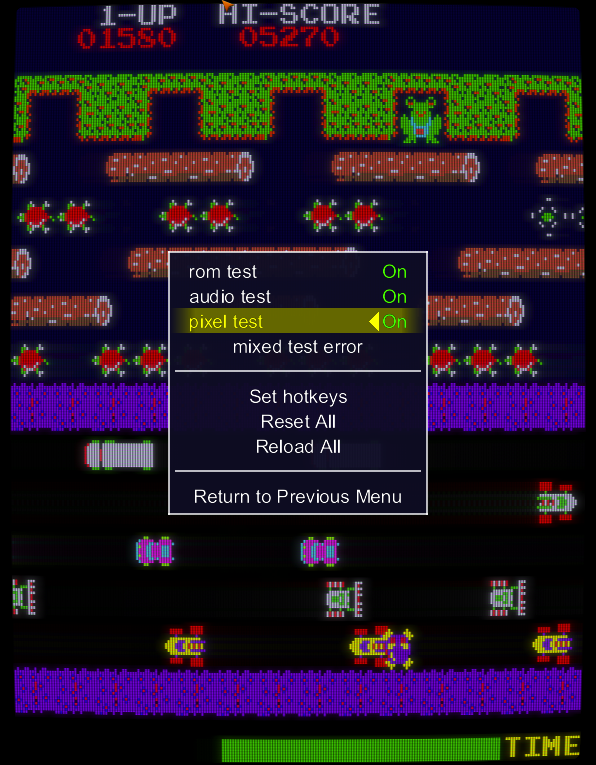 1-UP HI-SCORE
01580 05270
rom test On
audio test On
pixel test On
mixed test error
Set hotkeys
Reset All
Reload All
Return to Previous Menu
TIME